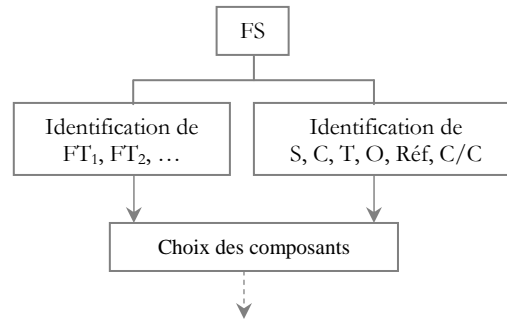 FS
Identification de
FT₁, FT₂, …
Identification de
S, C, T, O, Réf, C/C
Choix des composants